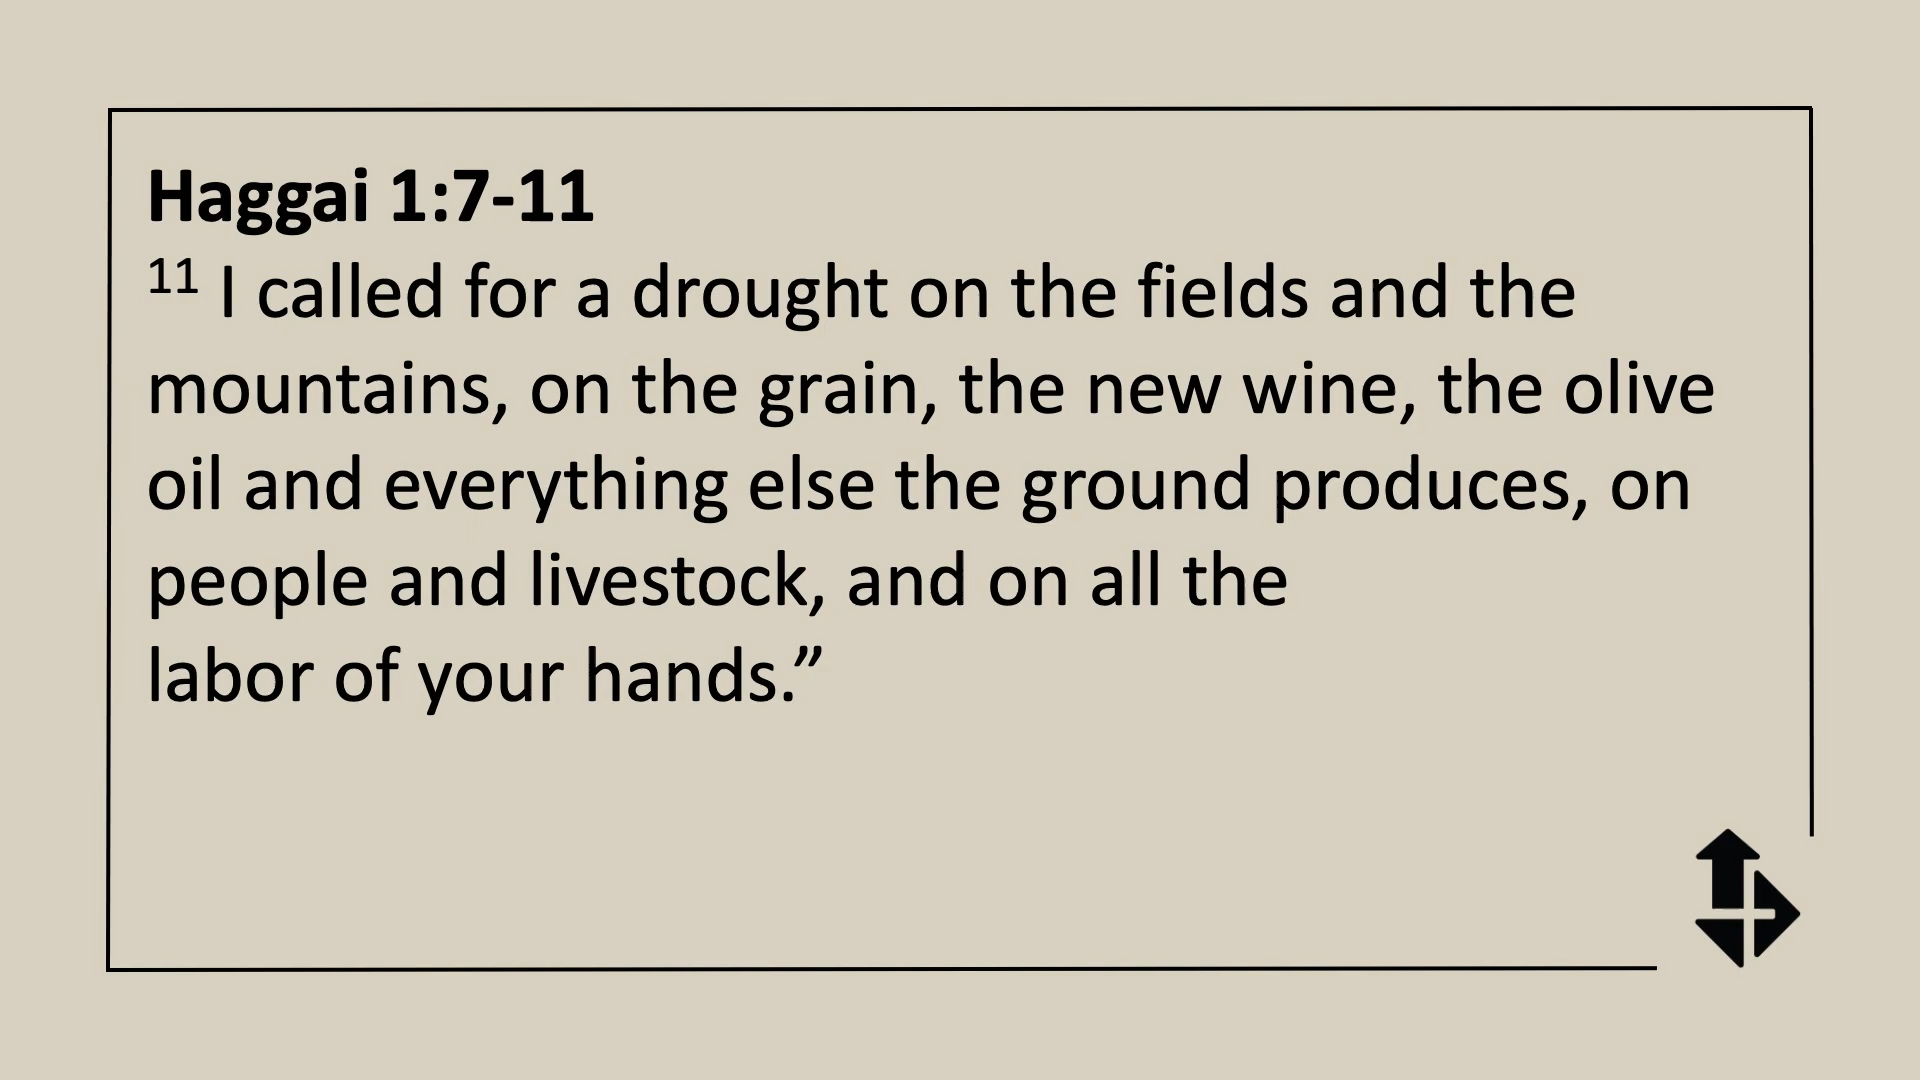 Haggai 1:7-11
11 I called for a drought on the fields and the
mountains, on the grain, the new wine, the olive
oil and everything else the ground produces, on
people and livestock, and on all the
labor of your hands.”